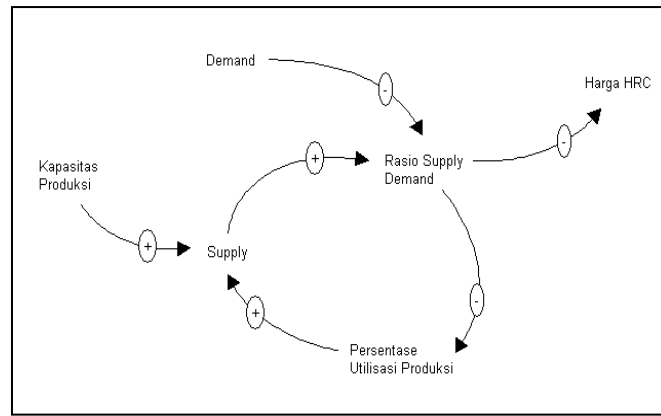 Demand
-
Harga HRC
-
+
Rasio Supply
Demand
Kapasitas
Produksi
+
Supply
-
+
Persentase
Utilisasi Produksi